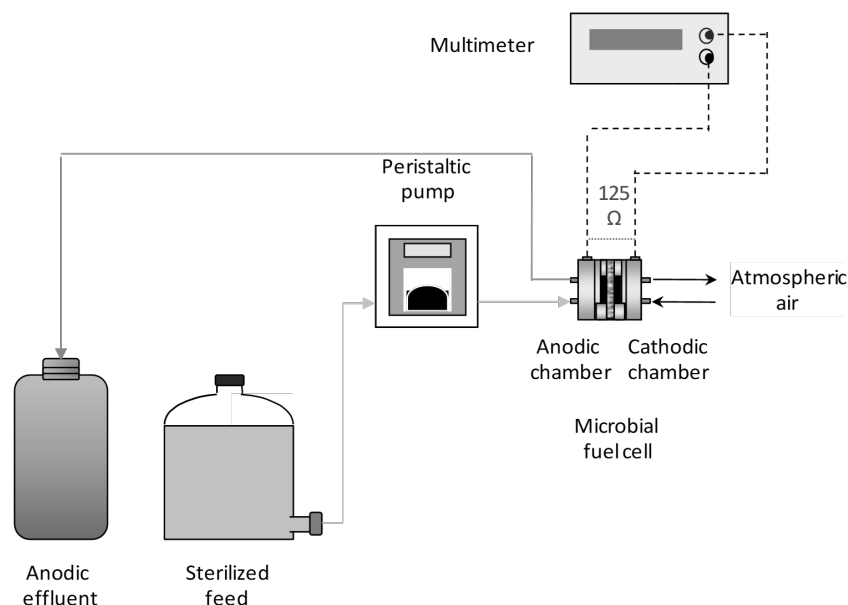 Multimeter
Peristaltic
pump
125
Ω
Atmospheric
air
Anodic
chamber
Cathodic
chamber
Microbial
fuel cell
Anodic
effluent
Sterilized
feed